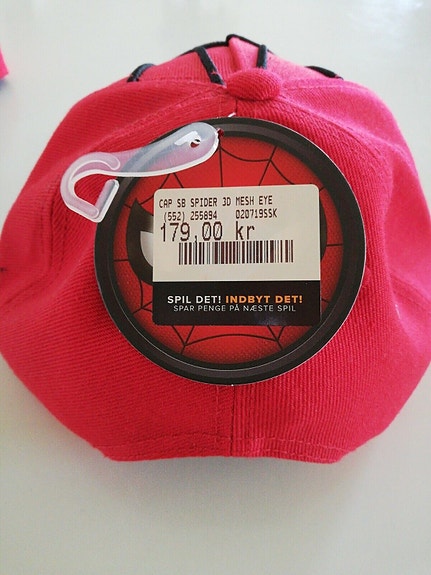 CAP SB SPIDER 3D MESH EYE
(552) 255894 020719SSK
179,00 kr
SPIL DET! INDBYT DET!
SPAR PENGE PÅ NÆSTE SPIL